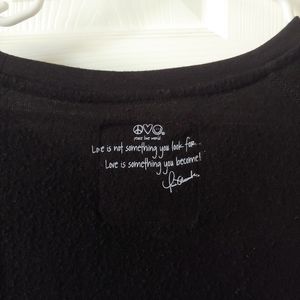 peace love world
Love is not something you look for...
Love is something you become!